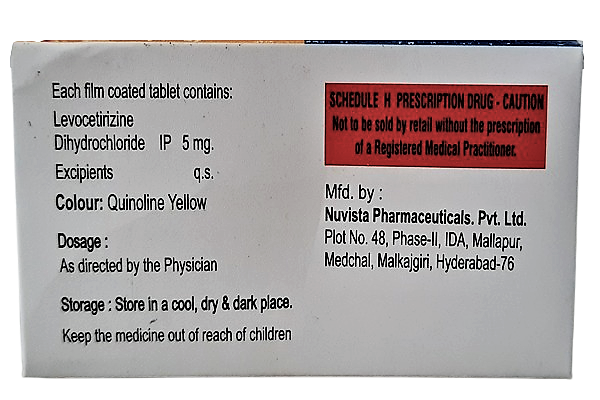 Each film coated tablet contains:
Levocetirizine
Dihydrochloride IP 5 mg.
Excipients q.s.
Colour: Quinoline Yellow
Dosage :
As directed by the Physician
Storage : Store in a cool, dry & dark place.
Keep the medicine out of reach of children
SCHEDULE H PRESCRIPTION DRUG - CAUTION
Not to be sold by retail without the prescription
of a Registered Medical Practitioner.
Mfd. by :
Nuvista Pharmaceuticals. Pvt. Ltd.
Plot No. 48, Phase-II, IDA, Mallapur,
Medchal, Malkajgiri, Hyderabad-76